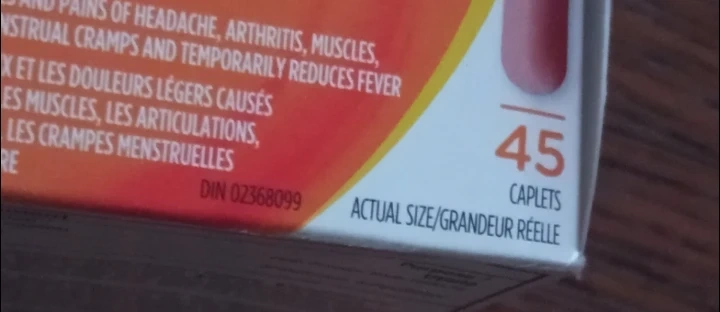 AND PAINS OF HEADACHE, ARTHRITIS, MUSCLES,
NSTRUAL CRAMPS AND TEMPORARILY REDUCES FEVER
X ET LES DOULEURS LÉGERS CAUSÉS
ES MUSCLES, LES ARTICULATIONS,
LES CRAMPES MENSTRUELLES
RE
DIN 02368099
45
CAPLETS
ACTUAL SIZE/GRANDEUR RÉELLE